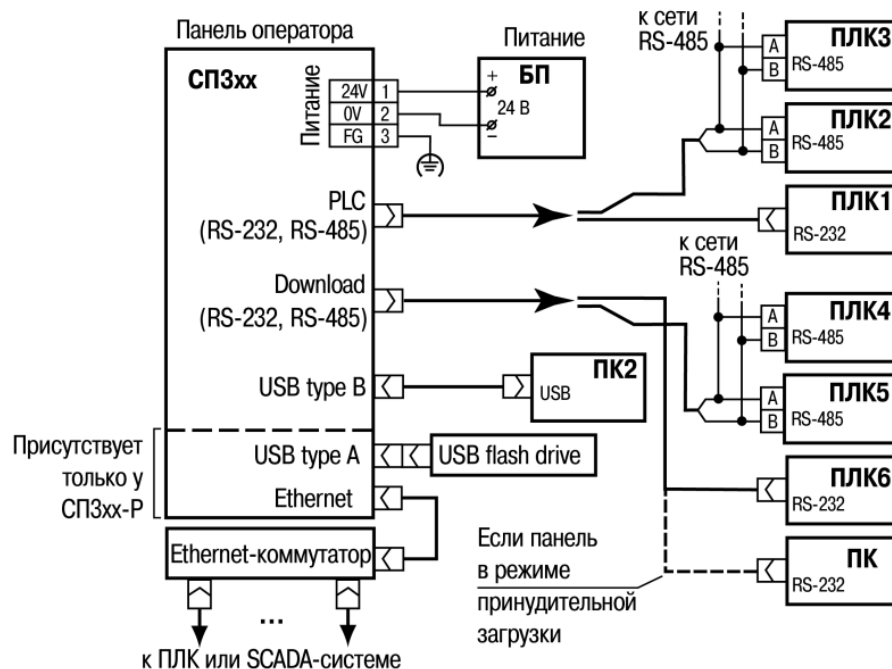 Панель оператора
СП3хх
Питание
24V 1
0V 2
FG 3
Питание
БП
+
24 В
–
PLC
(RS-232, RS-485)
Download
(RS-232, RS-485)
USB type B
ПК2
USB
Присутствует
только у
СП3хх-Р
USB type A
USB flash drive
Ethernet
Ethernet-коммутатор
...
к ПЛК или SCADA-системе
к сети
RS-485
ПЛК3
A
RS-485
B
ПЛК2
A
RS-485
B
ПЛК1
RS-232
к сети
RS-485
ПЛК4
A
RS-485
B
ПЛК5
A
RS-485
B
ПЛК6
RS-232
ПК
RS-232
Если панель
в режиме
принудительной
загрузки